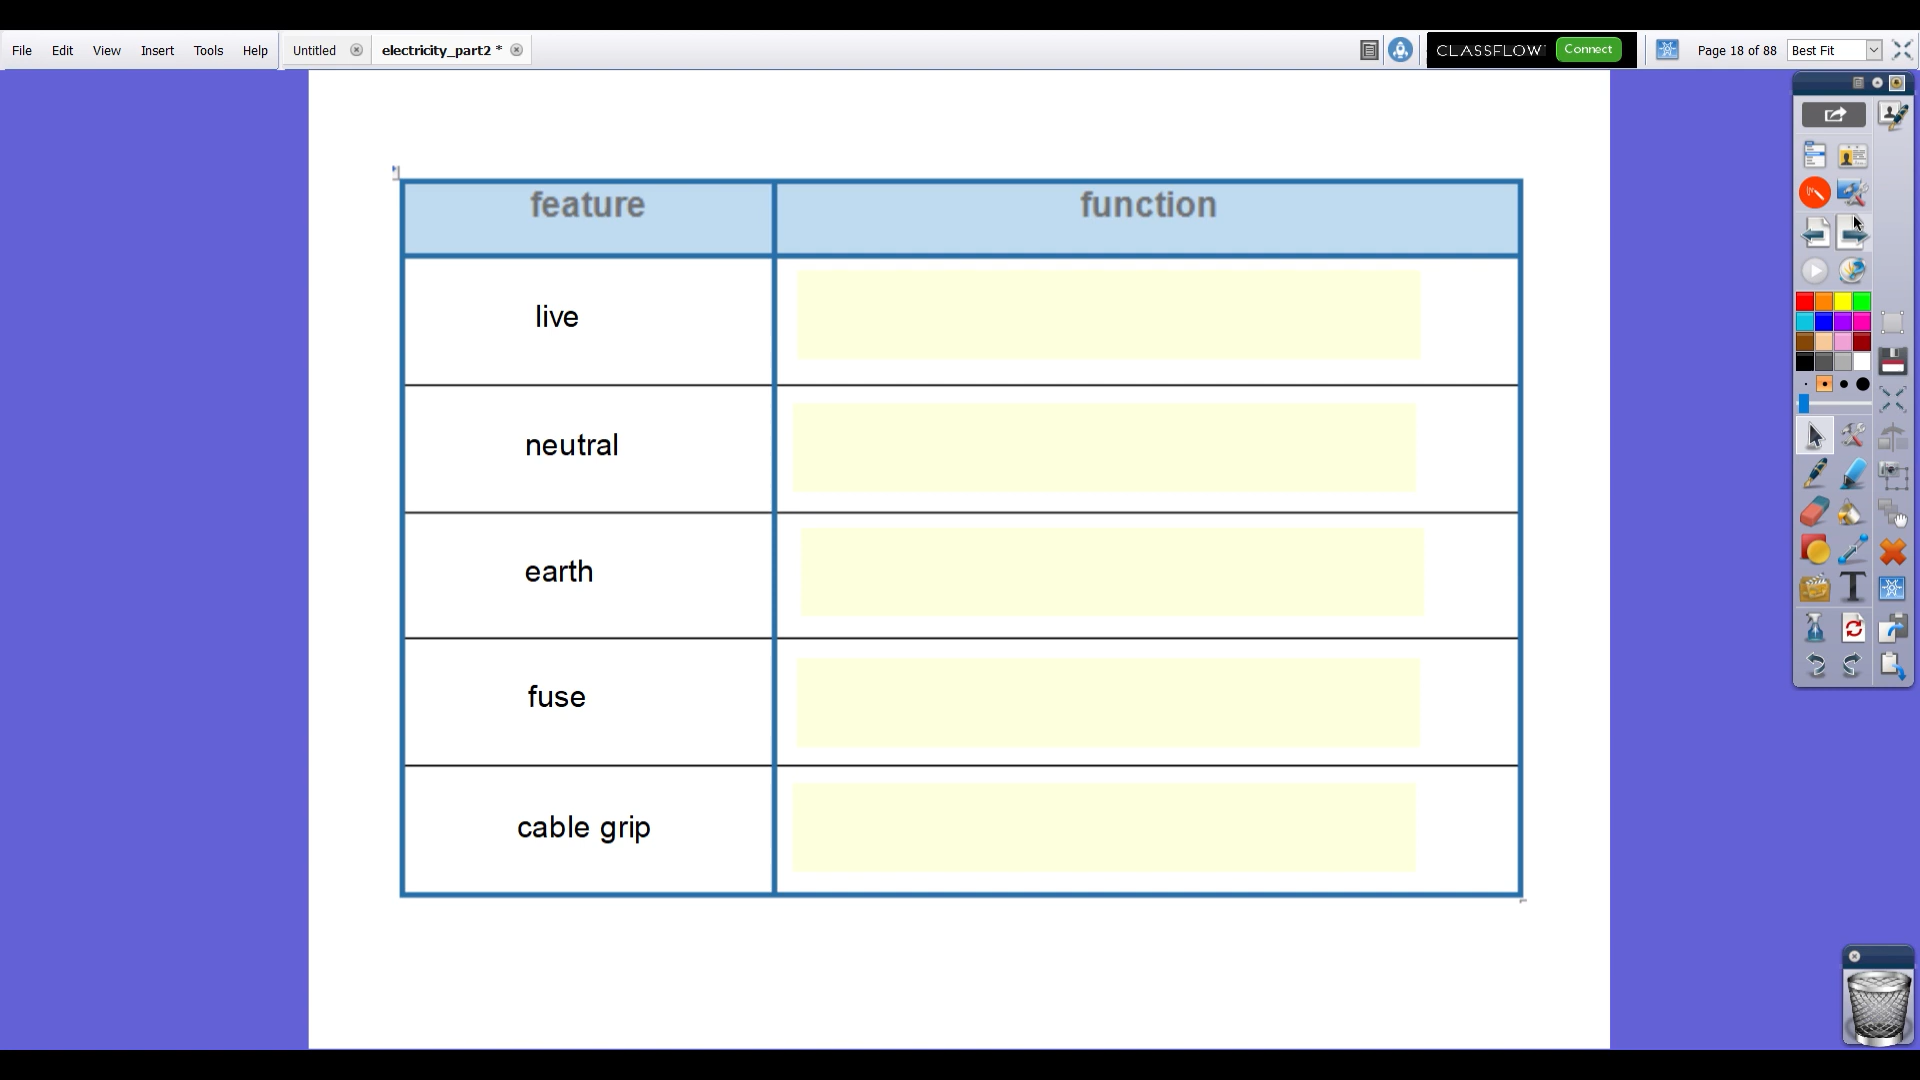 File Edit View Insert Tools Help Untitled electricity_part2 * CLASSFLOW Connect Page 18 of 88 Best Fit
feature function
live
neutral
earth
fuse
cable grip